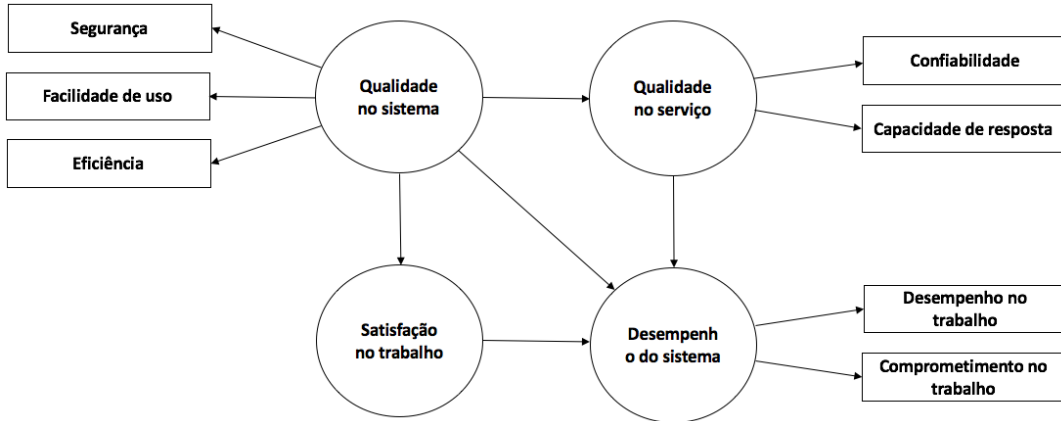 Segurança
Facilidade de uso
Eficiência
Qualidade
no sistema
Qualidade
no serviço
Confiabilidade
Capacidade de resposta
Satisfação
no trabalho
Desempenh
o do sistema
Desempenho no
trabalho
Comprometimento no
trabalho